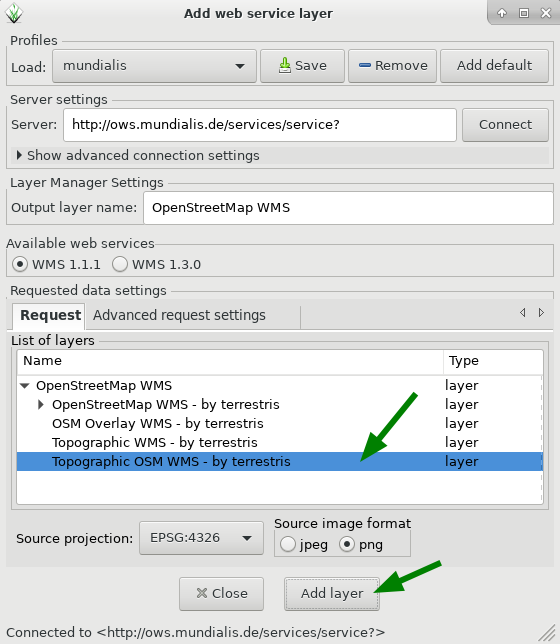 Add web service layer
Profiles
Load: mundialis Save Remove Add default
Server settings
Server: http://ows.mundialis.de/services/service? Connect
Show advanced connection settings
Layer Manager Settings
Output layer name: OpenStreetMap WMS
Available web services
WMS 1.1.1 WMS 1.3.0
Requested data settings
Request Advanced request settings
List of layers
Name Type
OpenStreetMap WMS layer
OpenStreetMap WMS - by terrestris layer
OSM Overlay WMS - by terrestris layer
Topographic WMS - by terrestris layer
Topographic OSM WMS - by terrestris layer
Source projection: EPSG:4326
Source image format
jpeg png
Close Add layer
Connected to <http://ows.mundialis.de/services/service?>